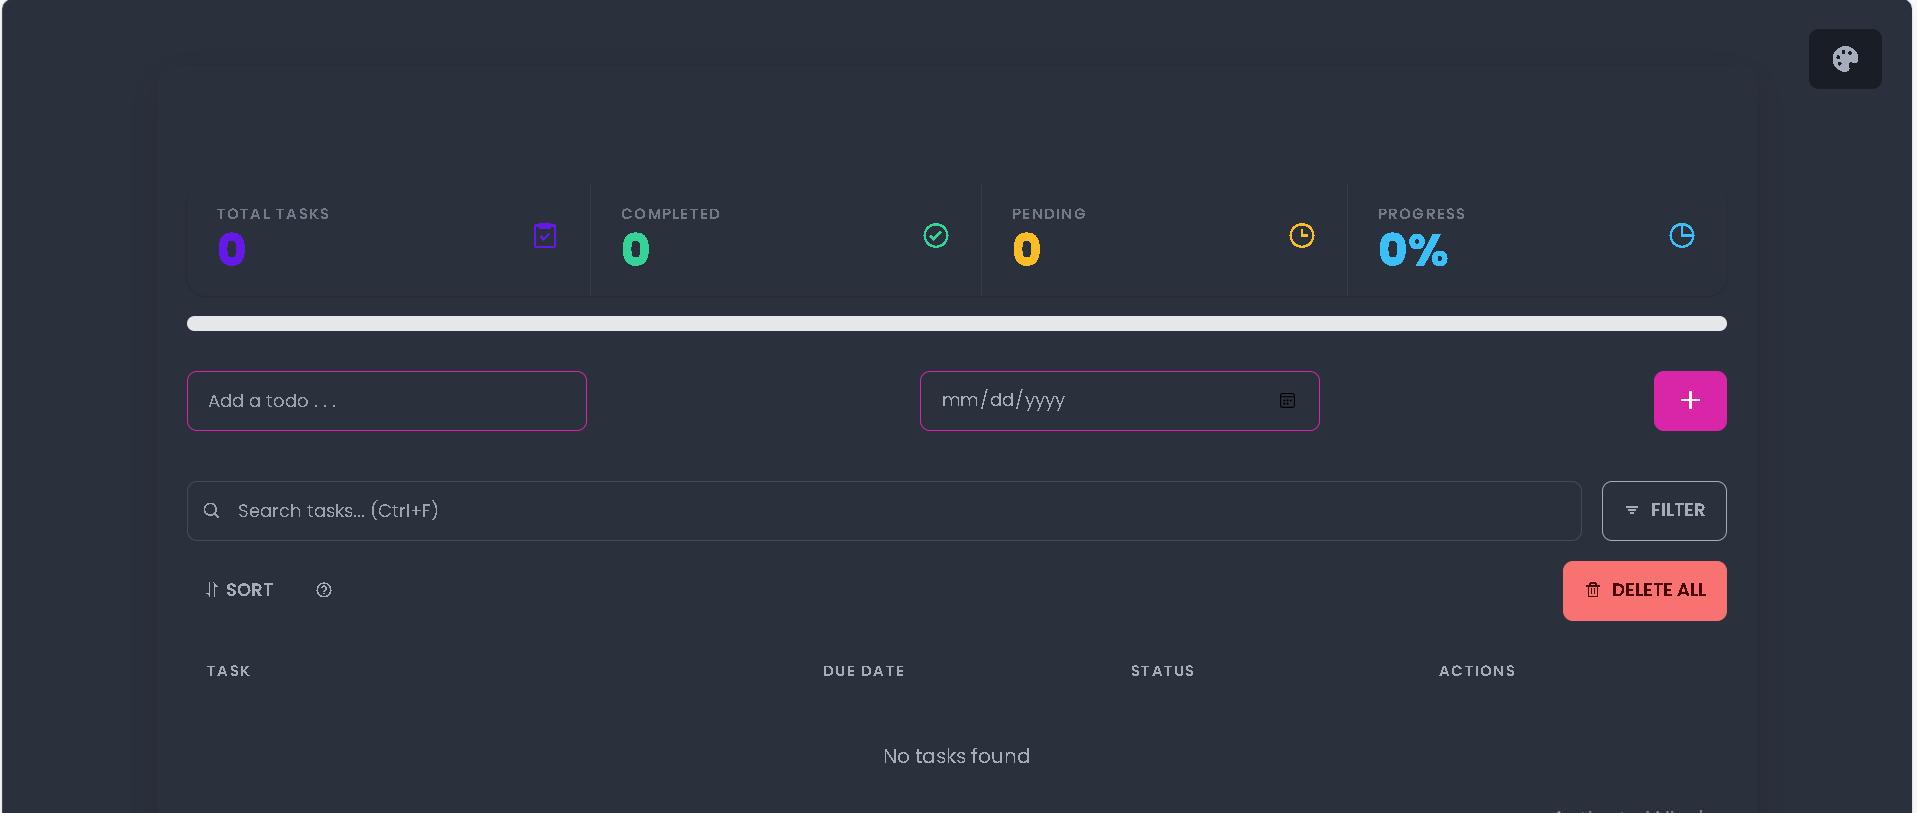 TOTAL TASKS
0
COMPLETED
0
PENDING
0
PROGRESS
0%
Add a todo . . .
mm/dd/yyyy
+
Search tasks... (Ctrl+F)
FILTER
SORT
DELETE ALL
TASK DUE DATE STATUS ACTIONS
No tasks found